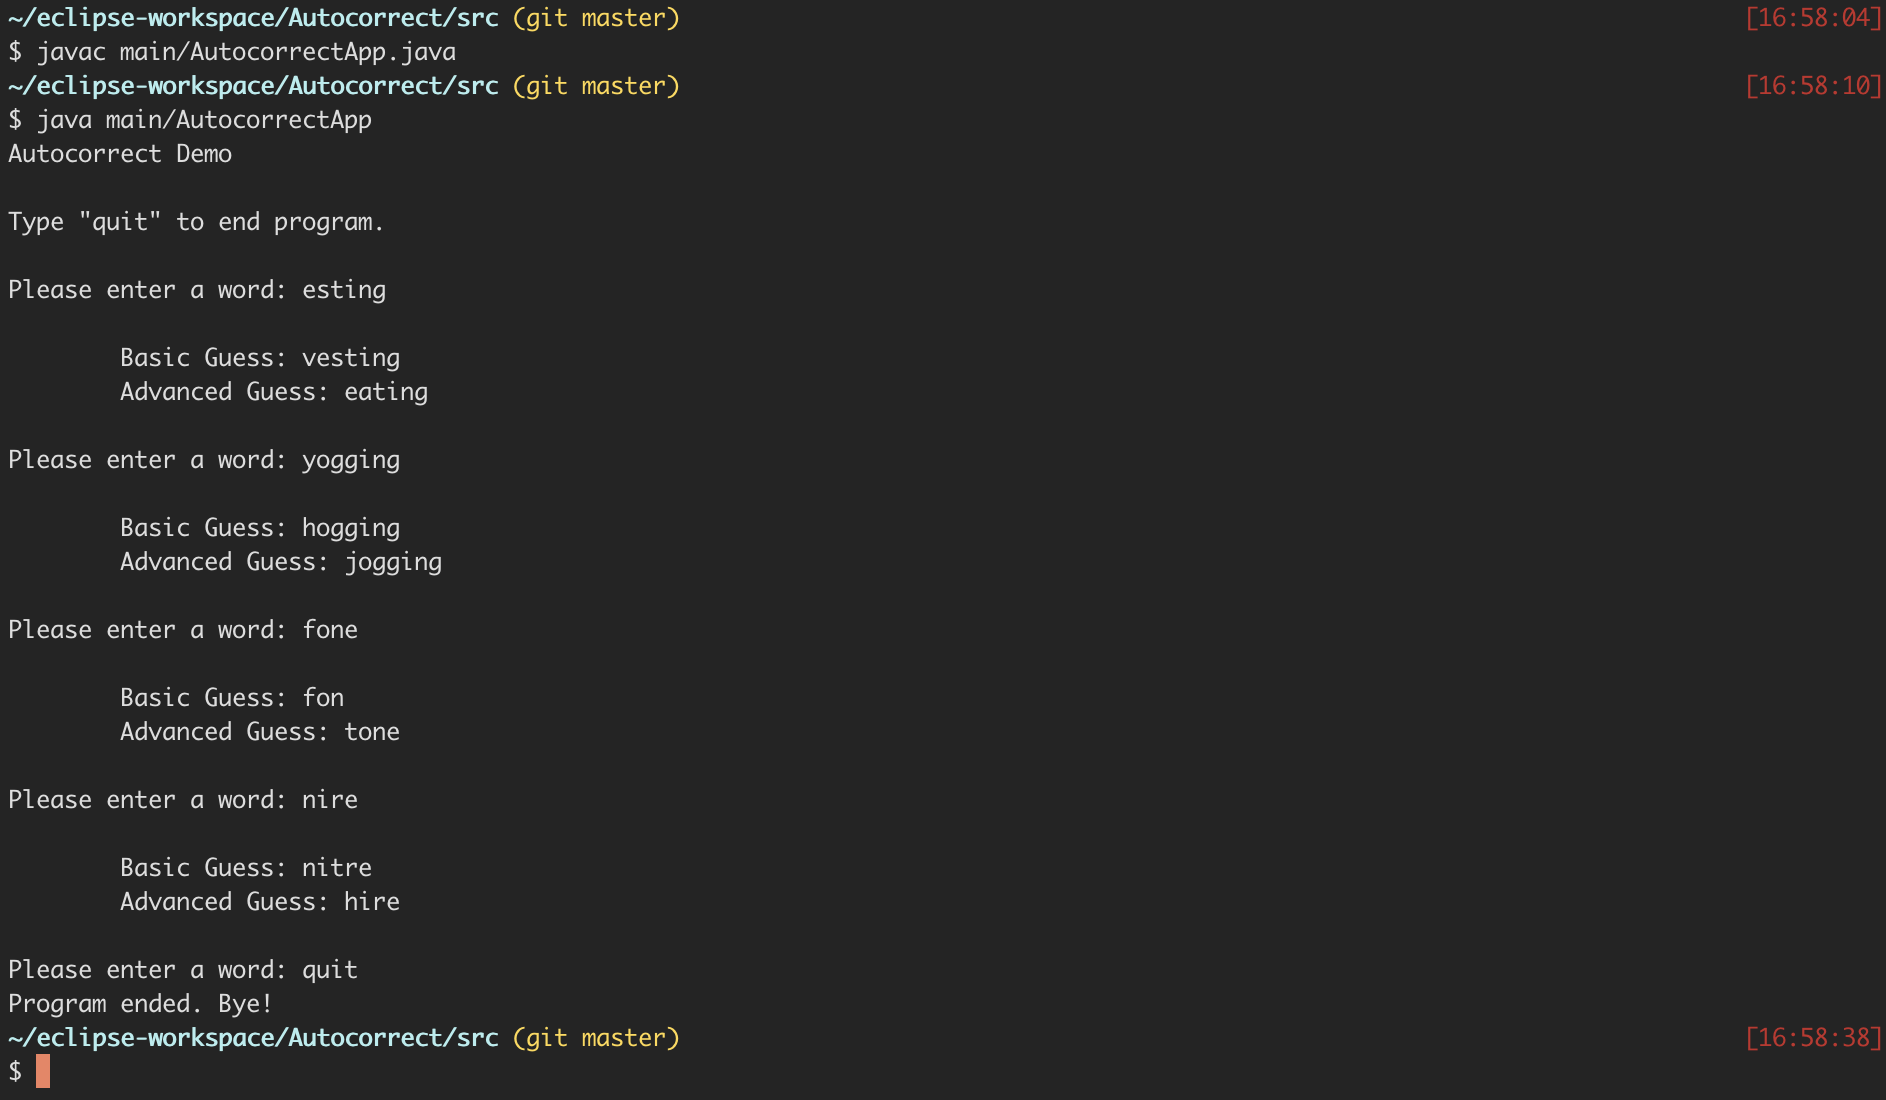 ~/eclipse-workspace/Autocorrect/src (git master) [16:58:04]
$ javac main/AutocorrectApp.java
~/eclipse-workspace/Autocorrect/src (git master) [16:58:10]
$ java main/AutocorrectApp
Autocorrect Demo
Type "quit" to end program.
Please enter a word: esting
Basic Guess: vesting
Advanced Guess: eating
Please enter a word: yogging
Basic Guess: hogging
Advanced Guess: jogging
Please enter a word: fone
Basic Guess: fon
Advanced Guess: tone
Please enter a word: nire
Basic Guess: nitre
Advanced Guess: hire
Please enter a word: quit
Program ended. Bye!
~/eclipse-workspace/Autocorrect/src (git master) [16:58:38]
$